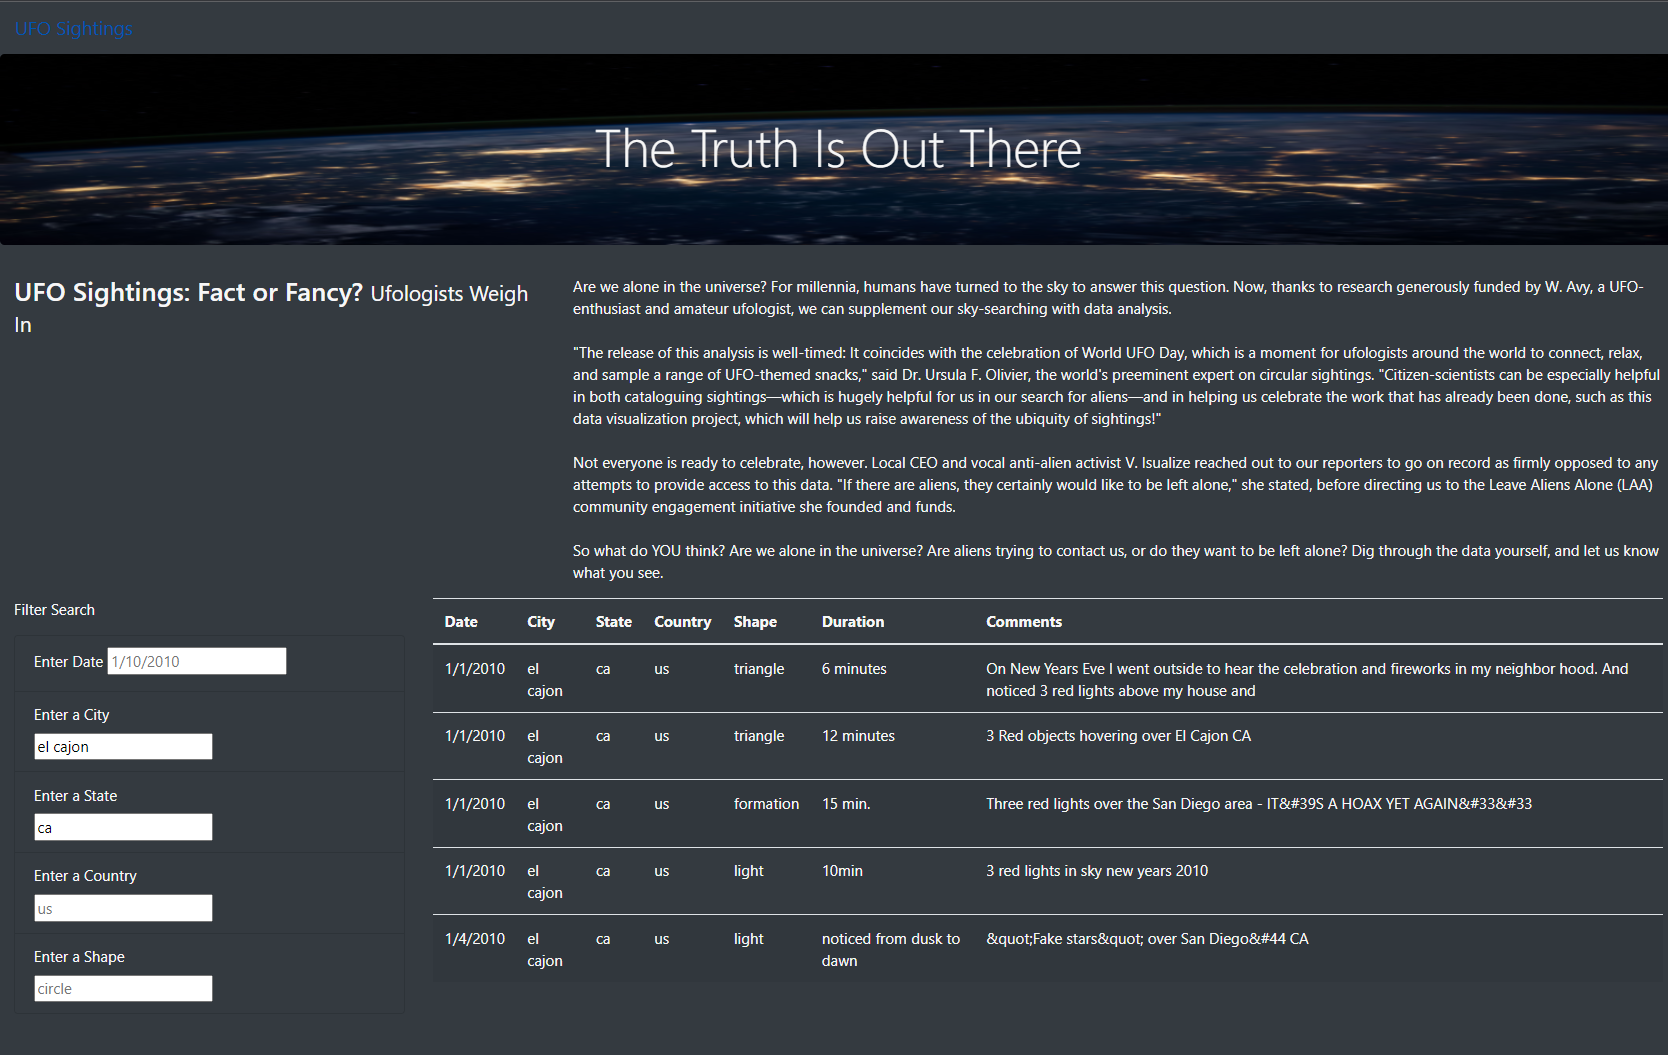 UFO Sightings
The Truth Is Out There
UFO Sightings: Fact or Fancy? Ufologists Weigh
In
Are we alone in the universe? For millennia, humans have turned to the sky to answer this question. Now, thanks to research generously funded by W. Avy, a UFO-
enthusiast and amateur ufologist, we can supplement our sky-searching with data analysis.
"The release of this analysis is well-timed: It coincides with the celebration of World UFO Day, which is a moment for ufologists around the world to connect, relax,
and sample a range of UFO-themed snacks," said Dr. Ursula F. Olivier, the world's preeminent expert on circular sightings. "Citizen-scientists can be especially helpful
in both cataloguing sightings—which is hugely helpful for us in our search for aliens—and in helping us celebrate the work that has already been done, such as this
data visualization project, which will help us raise awareness of the ubiquity of sightings!"
Not everyone is ready to celebrate, however. Local CEO and vocal anti-alien activist V. Isualize reached out to our reporters to go on record as firmly opposed to any
attempts to provide access to this data. "If there are aliens, they certainly would like to be left alone," she stated, before directing us to the Leave Aliens Alone (LAA)
community engagement initiative she founded and funds.
So what do YOU think? Are we alone in the universe? Are aliens trying to contact us, or do they want to be left alone? Dig through the data yourself, and let us know
what you see.
Filter Search
Enter Date 1/10/2010
Enter a City
el cajon
Enter a State
ca
Enter a Country
us
Enter a Shape
circle
Date City State Country Shape Duration Comments
1/1/2010 el ca us triangle 6 minutes On New Years Eve I went outside to hear the celebration and fireworks in my neighbor hood. And
cajon noticed 3 red lights above my house and
1/1/2010 el ca us triangle 12 minutes 3 Red objects hovering over El Cajon CA
cajon
1/1/2010 el ca us formation 15 min. Three red lights over the San Diego area - IT&#39S A HOAX YET AGAIN&#33&#33
cajon
1/1/2010 el ca us light 10min 3 red lights in sky new years 2010
cajon
1/4/2010 el ca us light noticed from dusk to &quot;Fake stars&quot; over San Diego&#44 CA
cajon dawn